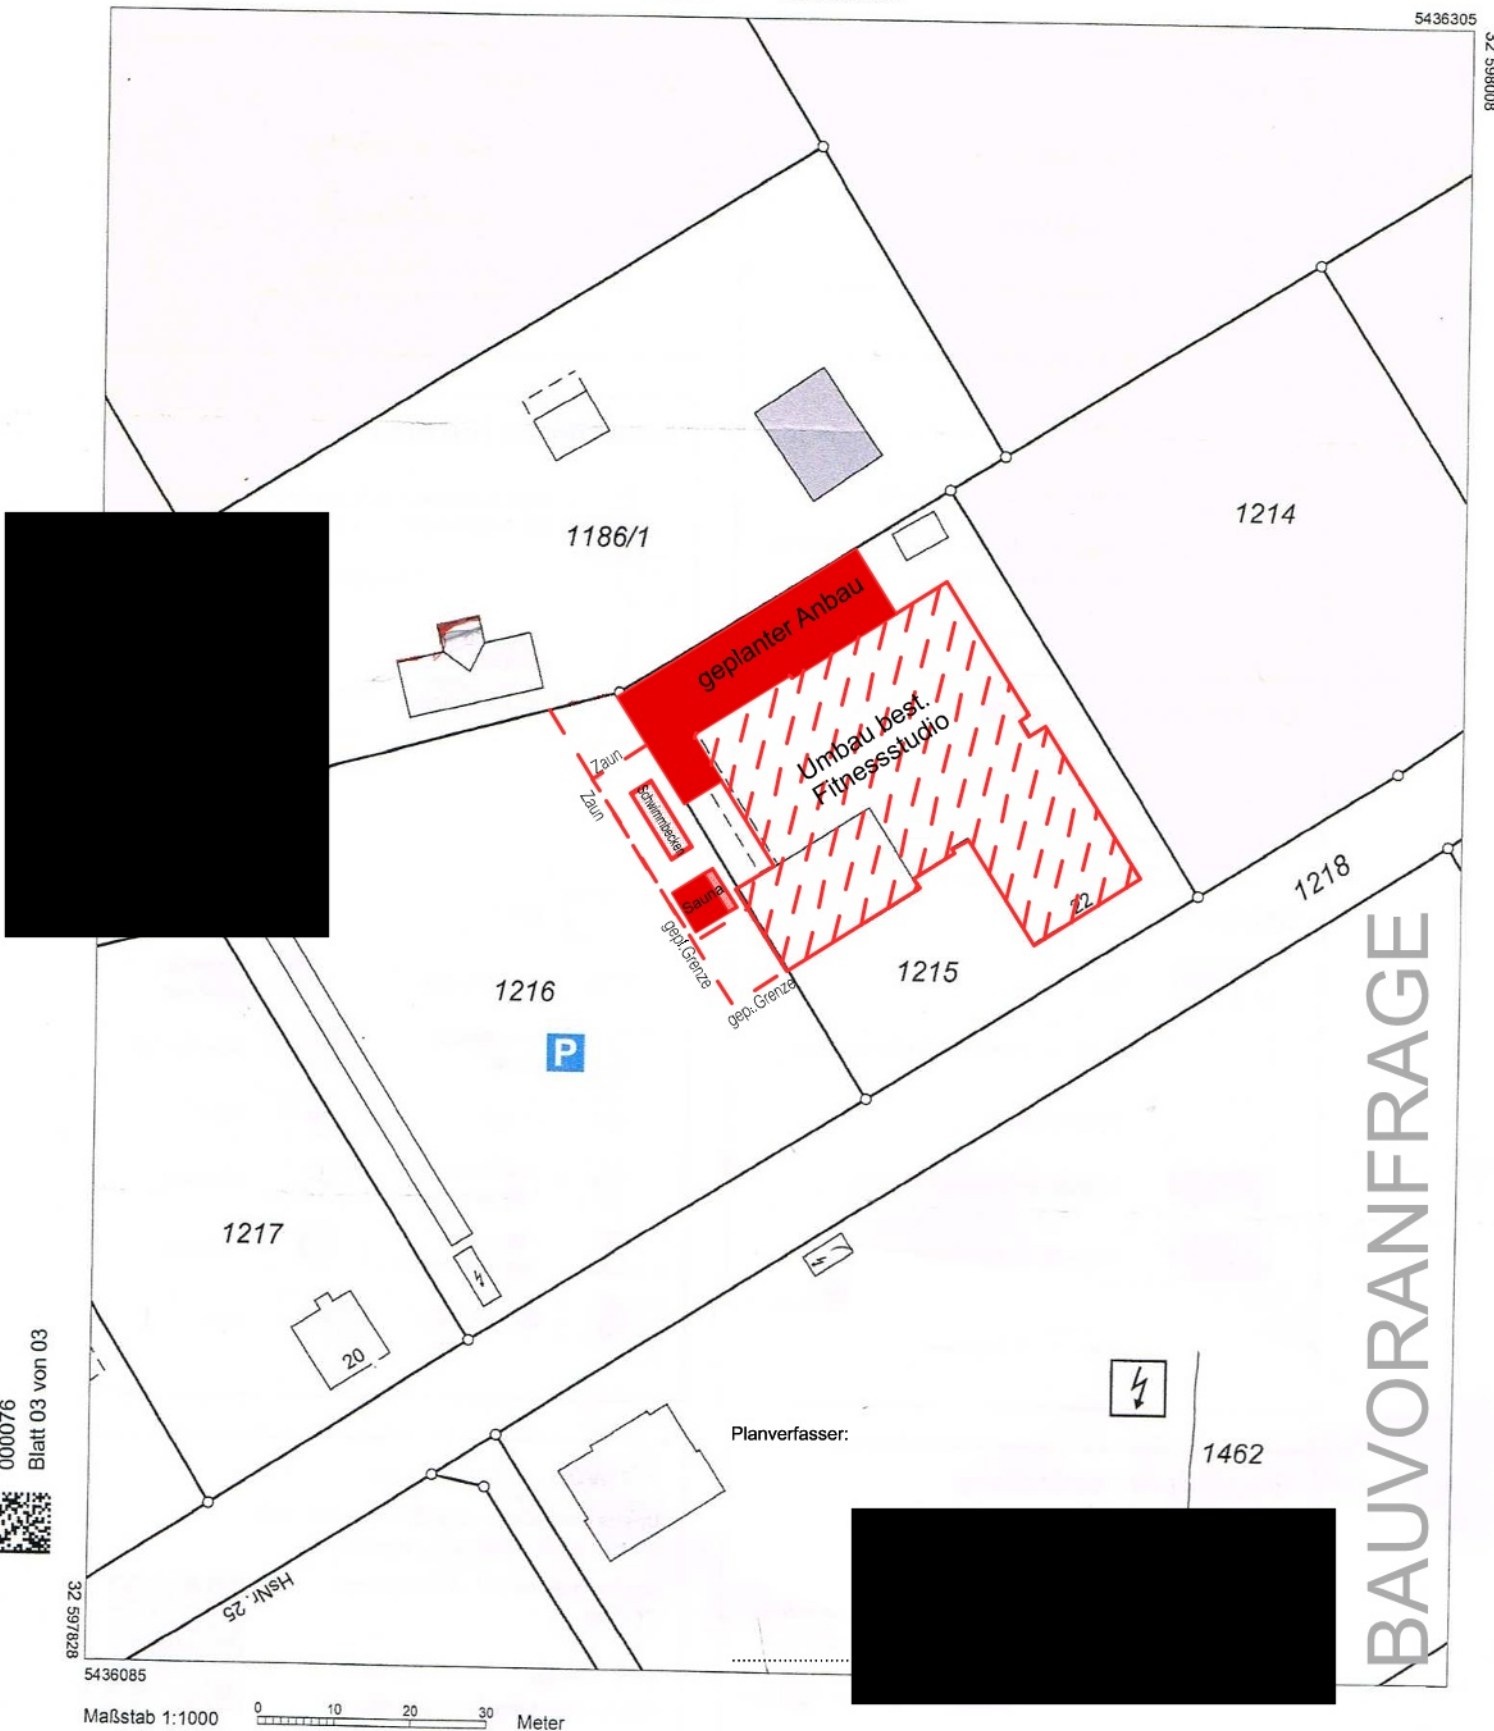 5436305
32 598008
1186/1
1214
geplanter Anbau
Umbau best.
Fitnessstudio
Zaun
Zaun
Schwimmbecken
Sauna
gepl.Grenze
gepl.Grenze
22
1218
1216
1215
P
1217
20
000076
Blatt 03 von 03
Planverfasser:
1462
HsNr. 25
32 597828
5436085
Maßstab 1:1000
0 10 20 30
Meter
BAUVORANFRAGE